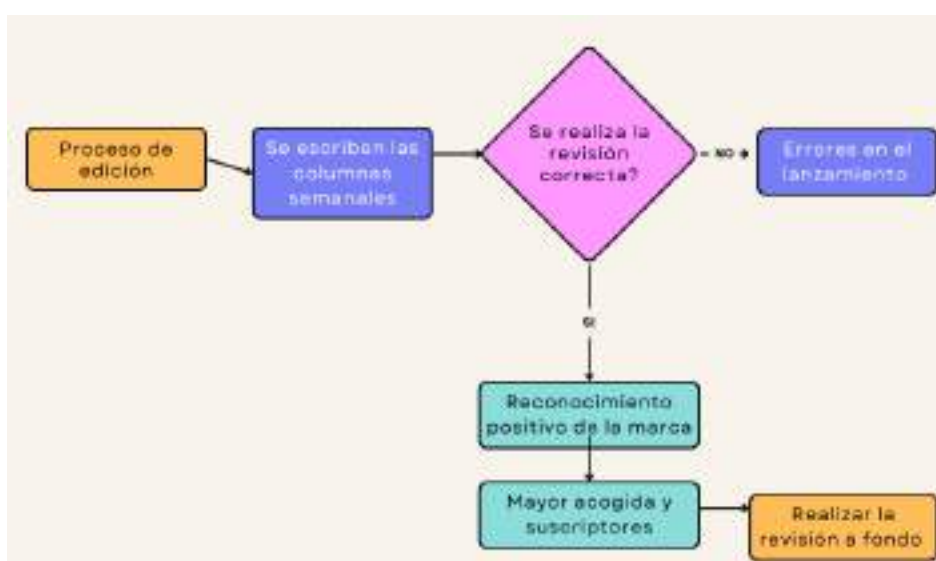 Proceso de
edición
Se escriben las
columnas
semanales
Se realiza la
revisión
correcta?
NO
Errores en el
lanzamiento
SI
Reconocimiento
positivo de la marca
Mayor acogida y
suscriptores
Realizar la
revisión a fondo